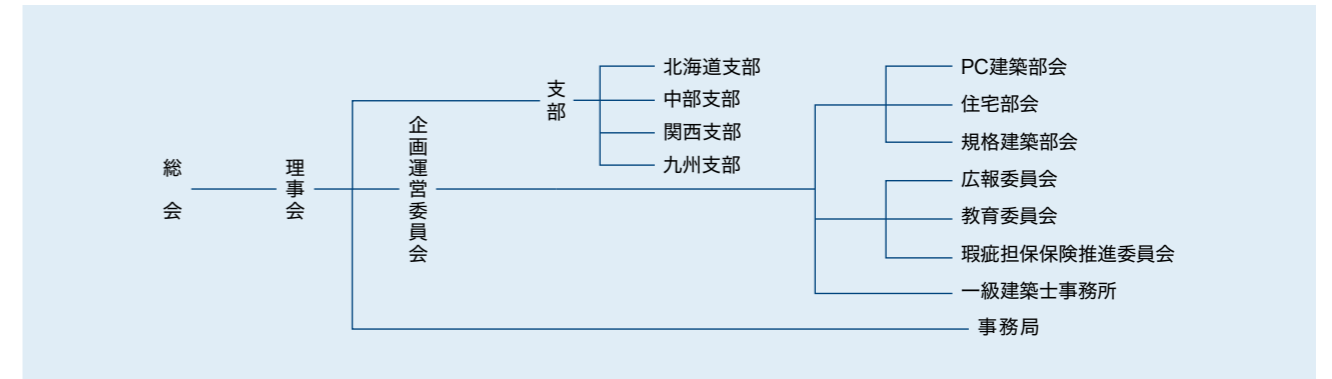 総会
理事会
企画運営委員会
支部
北海道支部
中部支部
関西支部
九州支部
PC建築部会
住宅部会
規格建築部会
広報委員会
教育委員会
瑕疵担保保険推進委員会
一級建築士事務所
事務局